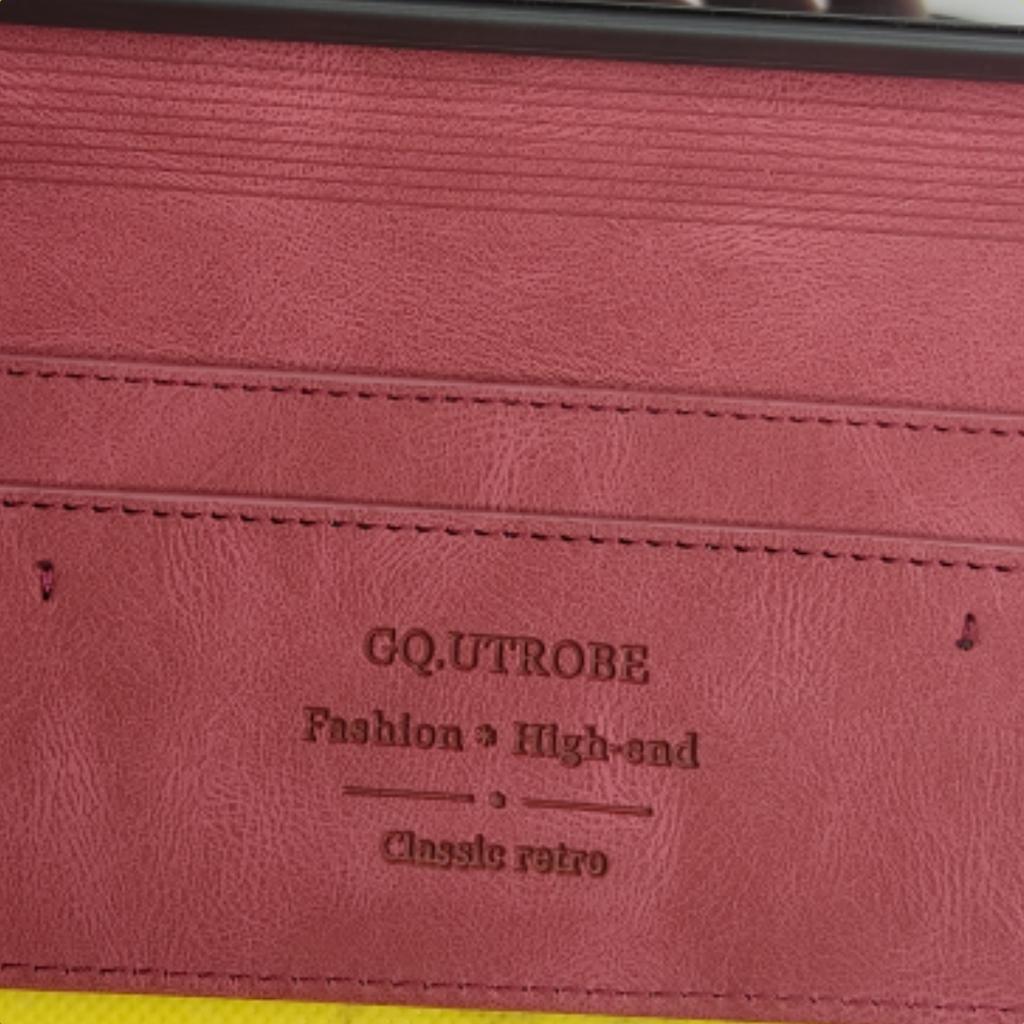 GQ.UTROBE
Fashion * High-end
Classic retro